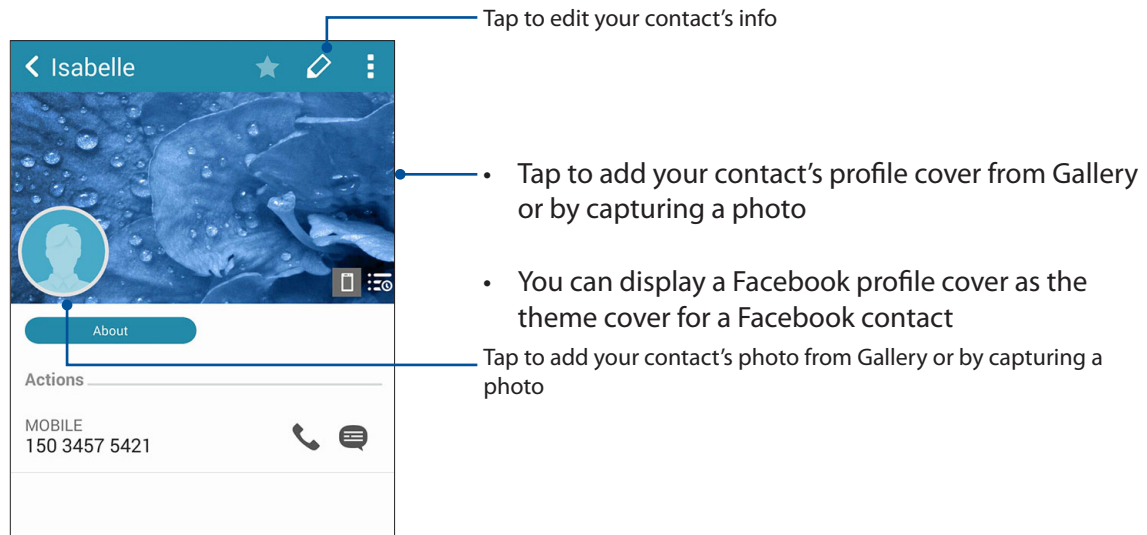 Tap to edit your contact's info
Isabelle
• Tap to add your contact's profile cover from Gallery
or by capturing a photo
• You can display a Facebook profile cover as the
theme cover for a Facebook contact
About
Tap to add your contact's photo from Gallery or by capturing a
photo
Actions
MOBILE
150 3457 5421